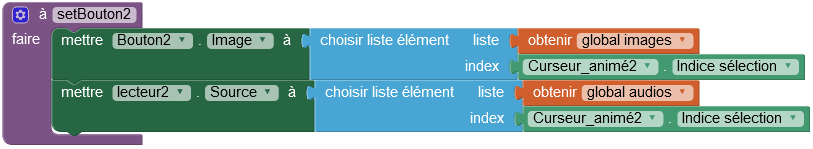 à setBouton2
faire mettre Bouton2 . Image à choisir liste élément liste obtenir global images
index Curseur_animé2 . Indice sélection
mettre lecteur2 . Source à choisir liste élément liste obtenir global audios
index Curseur_animé2 . Indice sélection